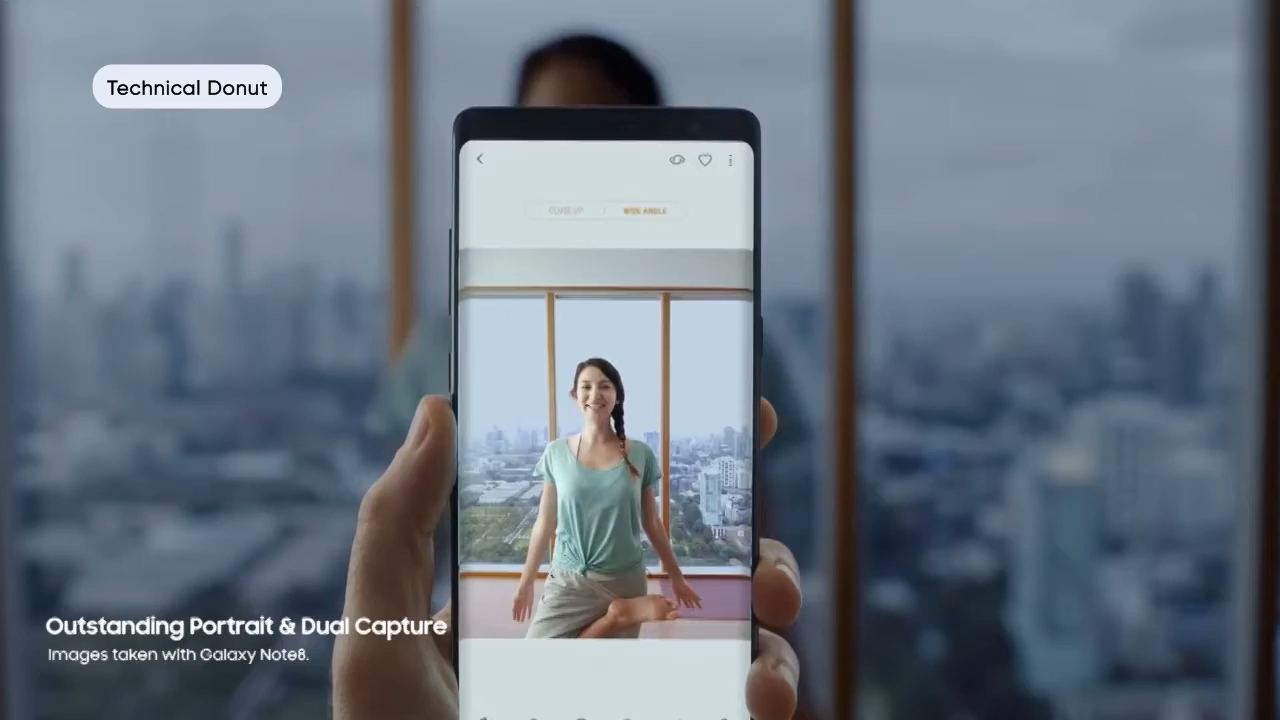 Technical Donut
CLOSE UP | WIDE ANGLE
Outstanding Portrait & Dual Capture
Images taken with Galaxy Note8.